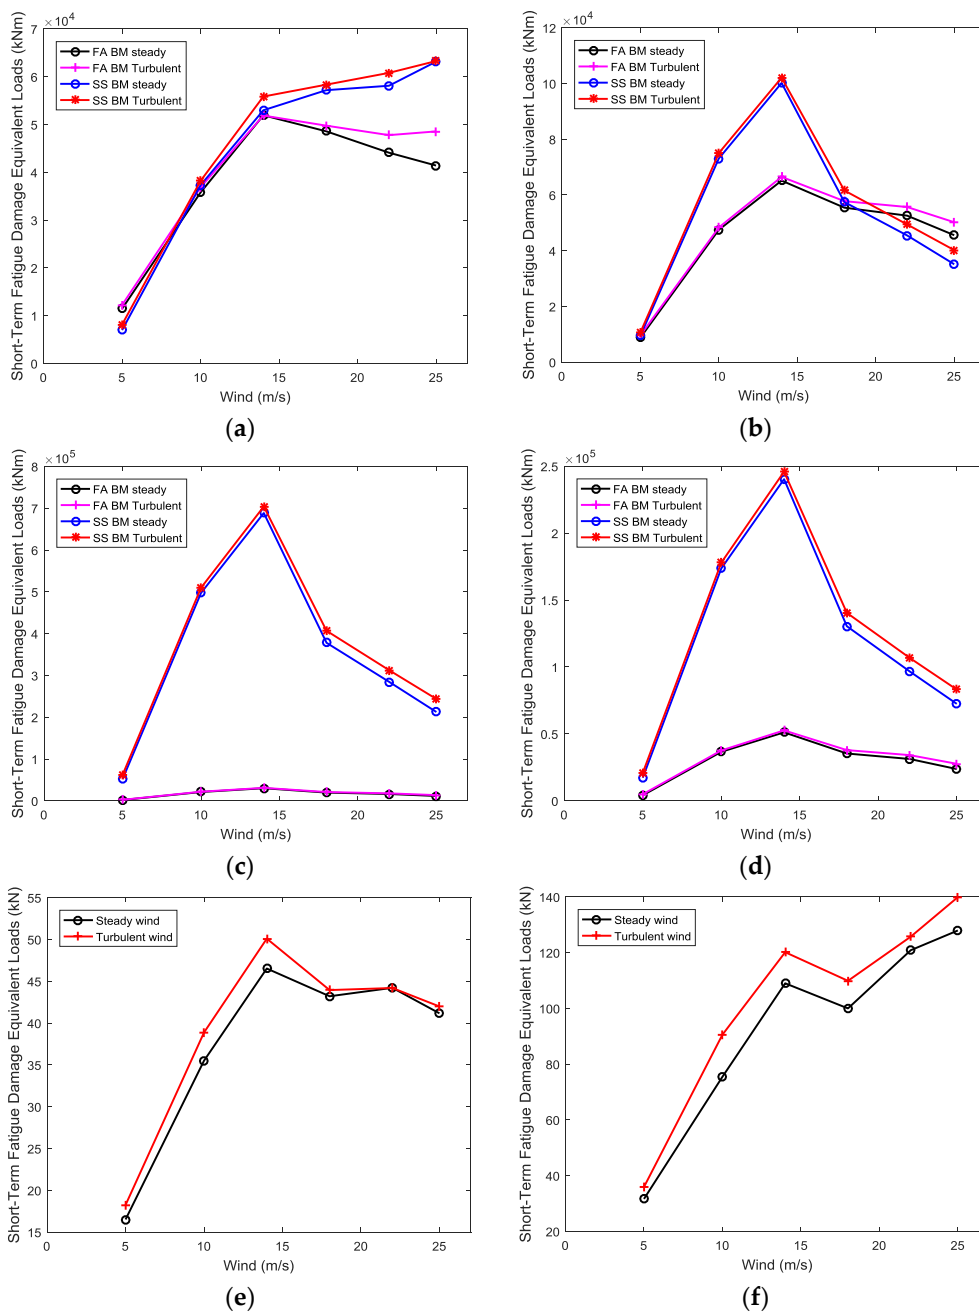 Short-Term Fatigue Damage Equivalent Loads (kNm)
×10⁴
7
6
5
4
3
2
1
0
FA BM steady
FA BM Turbulent
SS BM steady
SS BM Turbulent
0 5 10 15 20 25
Wind (m/s)
(a)
Short-Term Fatigue Damage Equivalent Loads (kNm)
×10⁴
12
10
8
6
4
2
0
FA BM steady
FA BM Turbulent
SS BM steady
SS BM Turbulent
0 5 10 15 20 25
Wind (m/s)
(b)
Short-Term Fatigue Damage Equivalent Loads (kNm)
×10⁵
8
7
6
5
4
3
2
1
0
FA BM steady
FA BM Turbulent
SS BM steady
SS BM Turbulent
0 5 10 15 20 25
Wind (m/s)
(c)
Short-Term Fatigue Damage Equivalent Loads (kNm)
×10⁵
2.5
2
1.5
1
0.5
0
FA BM steady
FA BM Turbulent
SS BM steady
SS BM Turbulent
0 5 10 15 20 25
Wind (m/s)
(d)
Short-Term Fatigue Damage Equivalent Loads (kN)
55
50
45
40
35
30
25
20
15
Steady wind
Turbulent wind
0 5 10 15 20 25
Wind (m/s)
(e)
Short-Term Fatigue Damage Equivalent Loads (kN)
140
120
100
80
60
40
20
Steady wind
Turbulent wind
0 5 10 15 20 25
Wind (m/s)
(f)